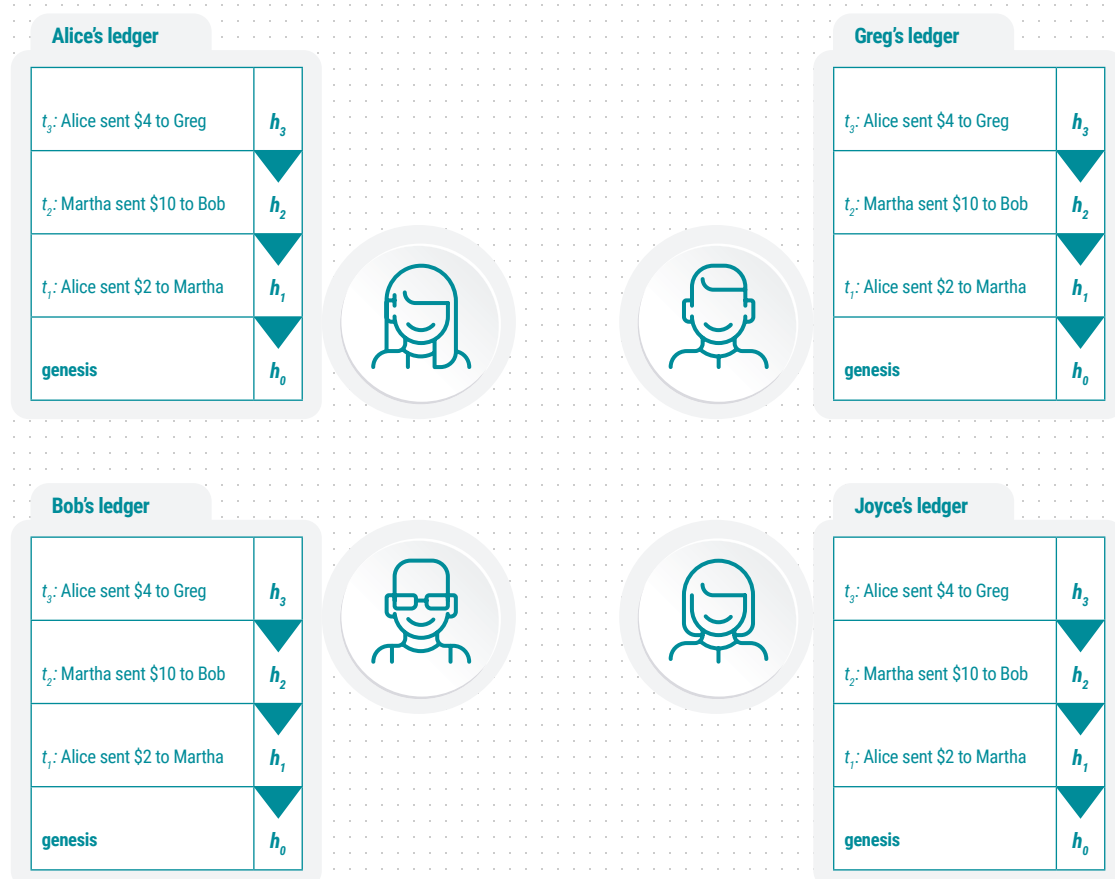 Alice's ledger
t₃: Alice sent $4 to Greg h₃
t₂: Martha sent $10 to Bob h₂
t₁: Alice sent $2 to Martha h₁
genesis h₀
Greg's ledger
t₃: Alice sent $4 to Greg h₃
t₂: Martha sent $10 to Bob h₂
t₁: Alice sent $2 to Martha h₁
genesis h₀
Bob's ledger
t₃: Alice sent $4 to Greg h₃
t₂: Martha sent $10 to Bob h₂
t₁: Alice sent $2 to Martha h₁
genesis h₀
Joyce's ledger
t₃: Alice sent $4 to Greg h₃
t₂: Martha sent $10 to Bob h₂
t₁: Alice sent $2 to Martha h₁
genesis h₀